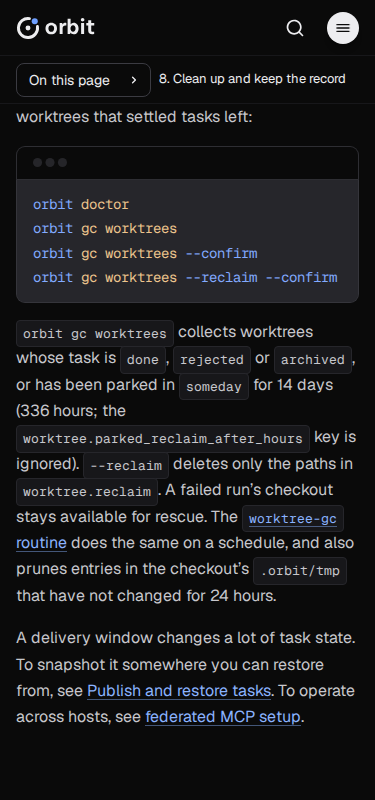 orbit
On this page
8. Clean up and keep the record
worktrees that settled tasks left:
orbit doctor
orbit gc worktrees
orbit gc worktrees --confirm
orbit gc worktrees --reclaim --confirm
orbit gc worktrees collects worktrees
whose task is done, rejected or archived,
or has been parked in someday for 14 days
(336 hours; the
worktree.parked_reclaim_after_hours key is
ignored). --reclaim deletes only the paths in
worktree.reclaim. A failed run’s checkout
stays available for rescue. The worktree-gc
routine does the same on a schedule, and also
prunes entries in the checkout’s .orbit/tmp
that have not changed for 24 hours.
A delivery window changes a lot of task state.
To snapshot it somewhere you can restore
from, see Publish and restore tasks. To operate
across hosts, see federated MCP setup.